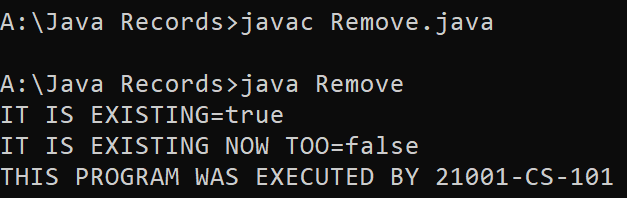 A:\Java Records>javac Remove.java
A:\Java Records>java Remove
IT IS EXISTING=true
IT IS EXISTING NOW TOO=false
THIS PROGRAM WAS EXECUTED BY 21001-CS-101